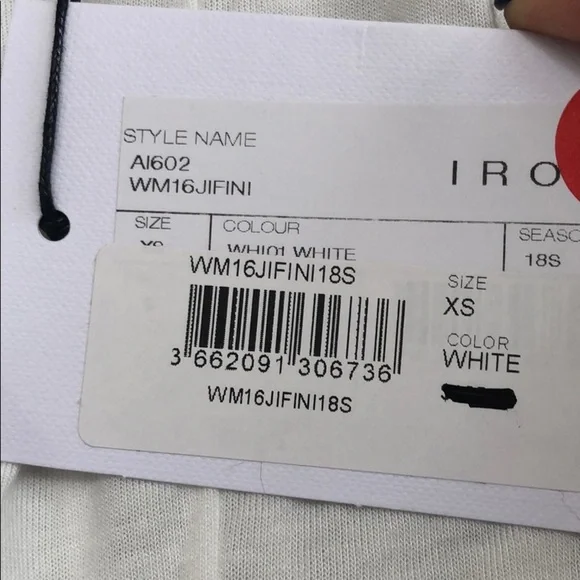 STYLE NAME
AI602
WM16JIFINI
IRO
SIZE COLOUR SEASO
XS WHI01 WHITE 18S
WM16JIFINI18S
SIZE
XS
COLOR
WHITE
3 662091 306736
WM16JIFINI18S